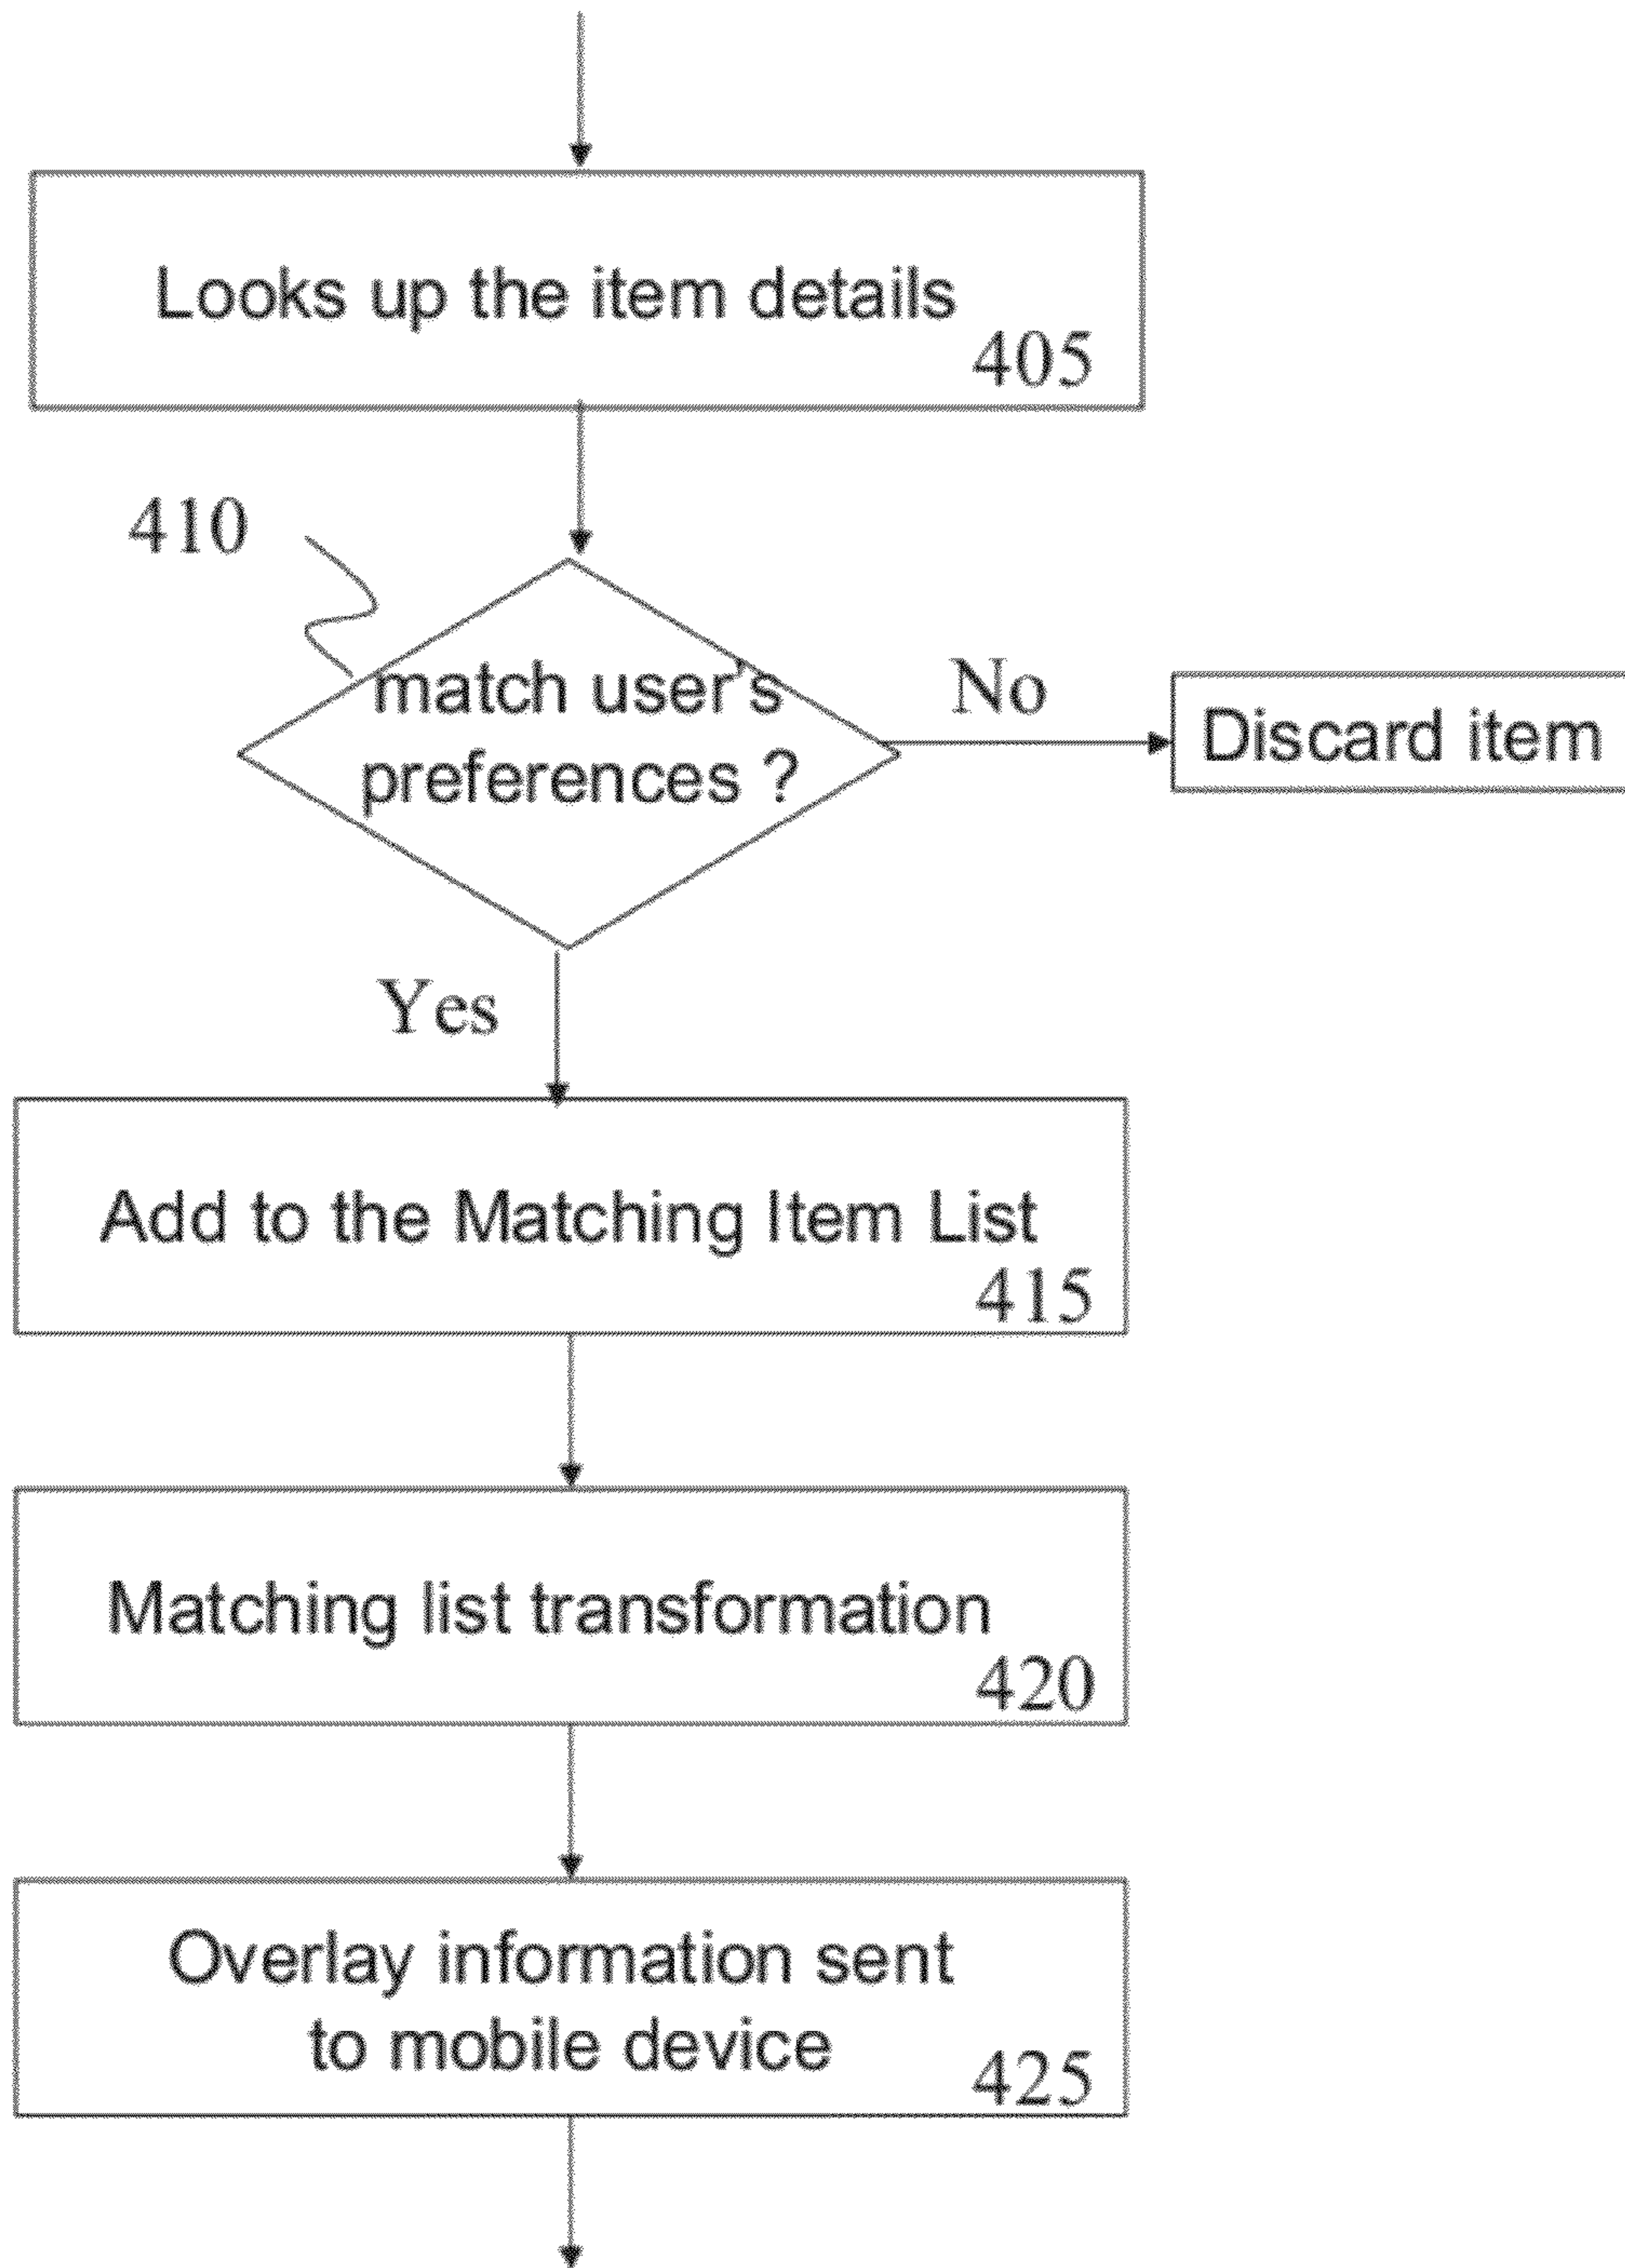 Looks up the item details
405
410
match user's
preferences ?
No
Discard item
Yes
Add to the Matching Item List
415
Matching list transformation
420
Overlay information sent
to mobile device
425